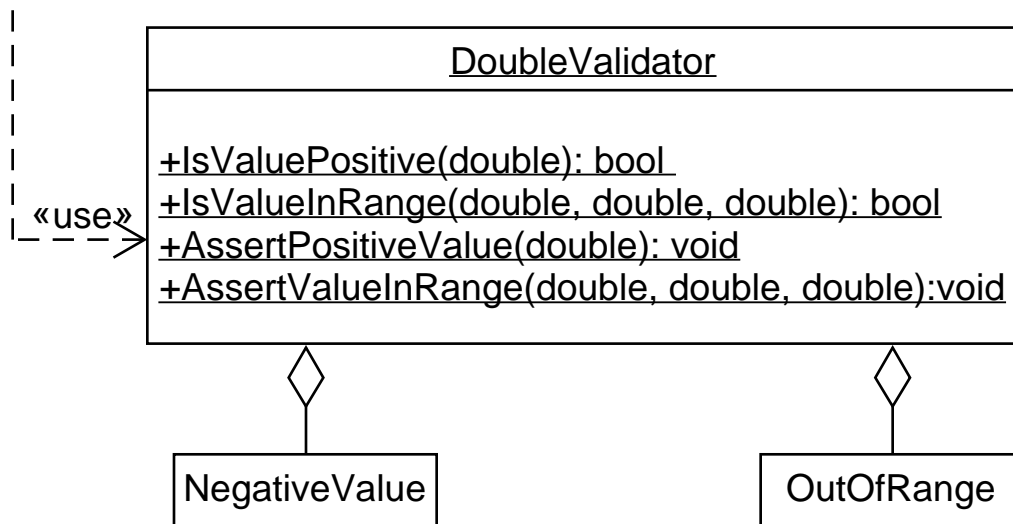 DoubleValidator
+IsValuePositive(double): bool
+IsValueInRange(double, double, double): bool
«use»
+AssertPositiveValue(double): void
+AssertValueInRange(double, double, double):void
NegativeValue
OutOfRange